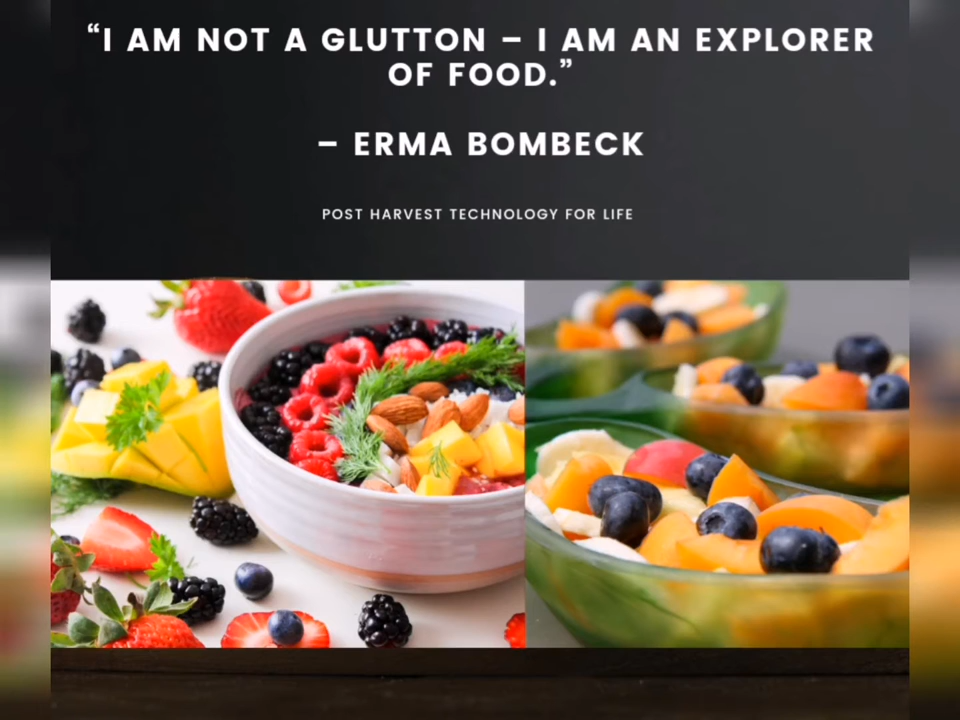 “I AM NOT A GLUTTON – I AM AN EXPLORER
OF FOOD.”
– ERMA BOMBECK
POST HARVEST TECHNOLOGY FOR LIFE